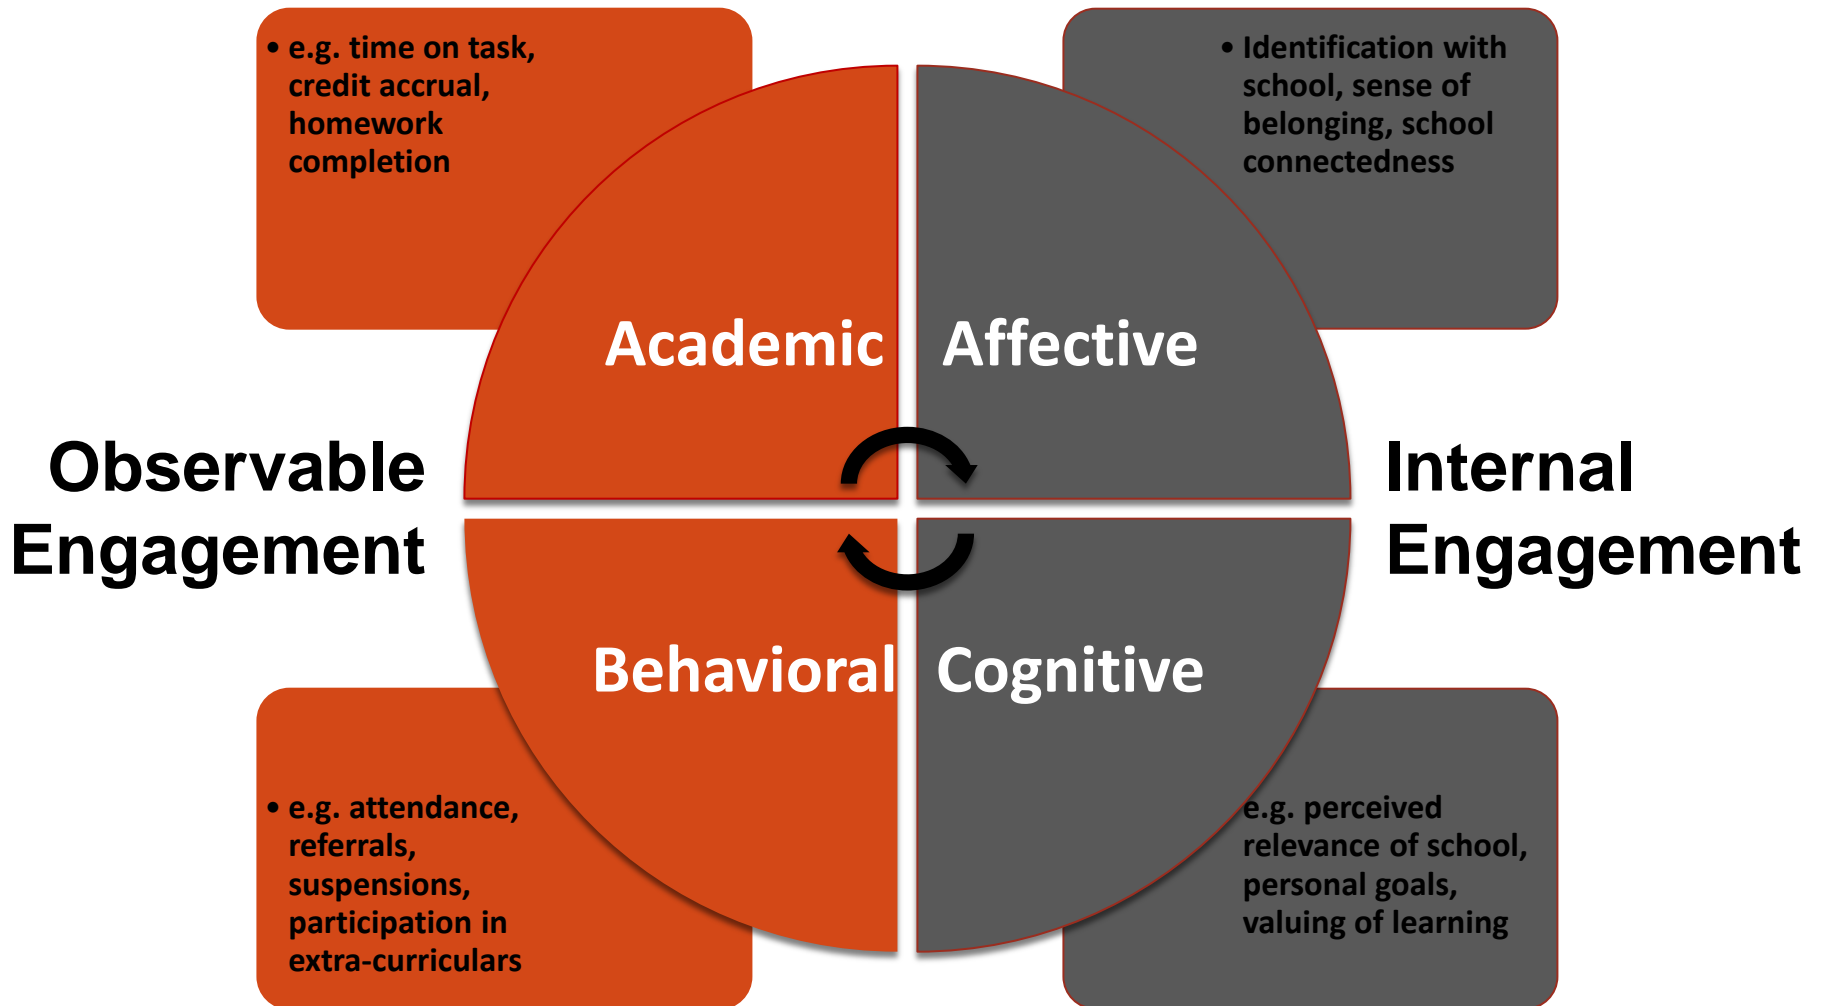 • e.g. time on task,
credit accrual,
homework
completion
• Identification with
school, sense of
belonging, school
connectedness
Academic
Affective
Observable
Engagement
Internal
Engagement
Behavioral
Cognitive
• e.g. attendance,
referrals,
suspensions,
participation in
extra-curriculars
e.g. perceived
relevance of school,
personal goals,
valuing of learning